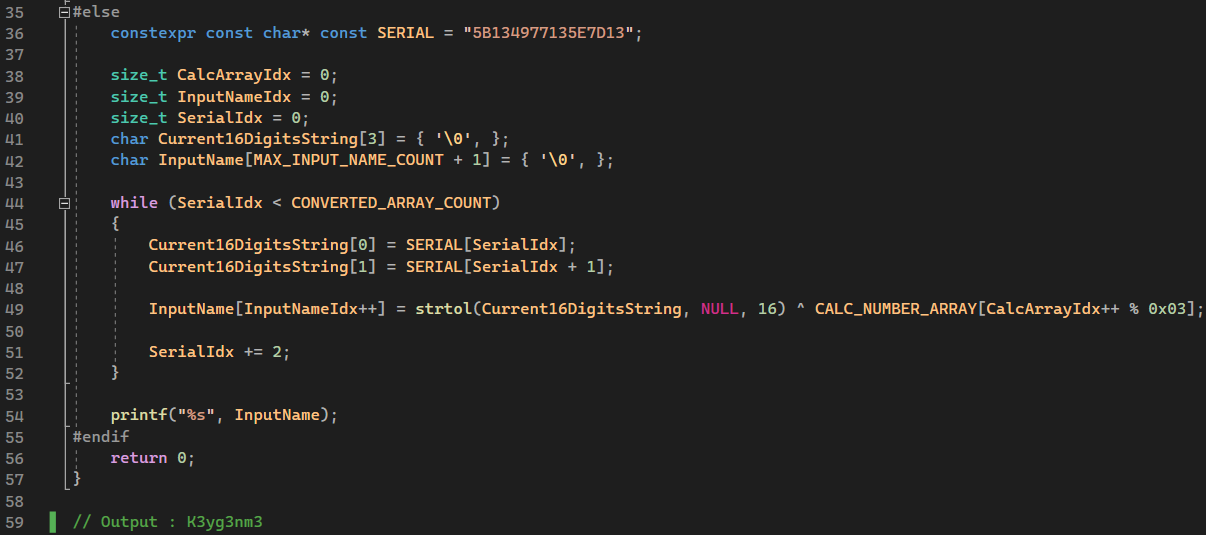 35 #else
36 constexpr const char* const SERIAL = "5B134977135E7D13";
37
38 size_t CalcArrayIdx = 0;
39 size_t InputNameIdx = 0;
40 size_t SerialIdx = 0;
41 char Current16DigitsString[3] = { '\0', };
42 char InputName[MAX_INPUT_NAME_COUNT + 1] = { '\0', };
43
44 while (SerialIdx < CONVERTED_ARRAY_COUNT)
45 {
46 Current16DigitsString[0] = SERIAL[SerialIdx];
47 Current16DigitsString[1] = SERIAL[SerialIdx + 1];
48
49 InputName[InputNameIdx++] = strtol(Current16DigitsString, NULL, 16) ^ CALC_NUMBER_ARRAY[CalcArrayIdx++ % 0x03];
50
51 SerialIdx += 2;
52 }
53
54 printf("%s", InputName);
55 #endif
56 return 0;
57 }
58
59 // Output : K3yg3nm3